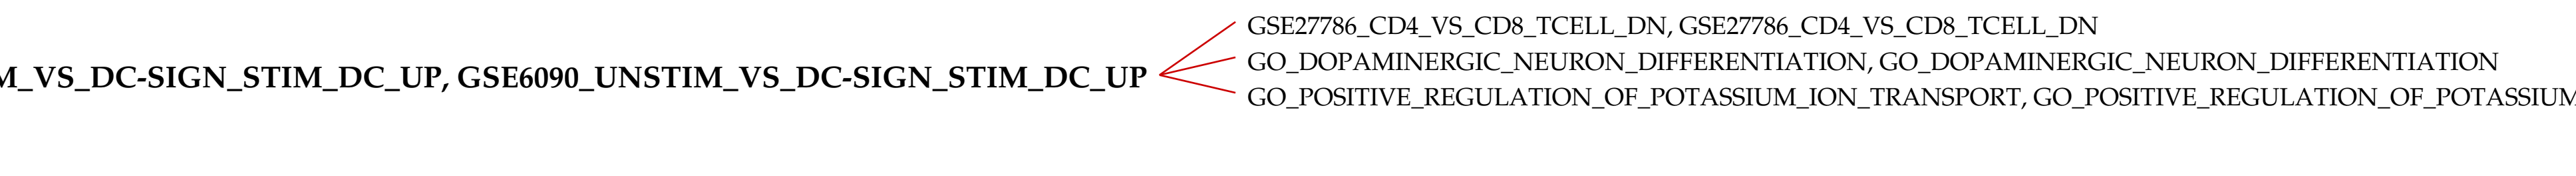 GSE27786_CD4_VS_CD8_TCELL_DN, GSE27786_CD4_VS_CD8_TCELL_DN
GO_DOPAMINERGIC_NEURON_DIFFERENTIATION, GO_DOPAMINERGIC_NEURON_DIFFERENTIATION
M_VS_DC-SIGN_STIM_DC_UP, GSE6090_UNSTIM_VS_DC-SIGN_STIM_DC_UP
GO_POSITIVE_REGULATION_OF_POTASSIUM_ION_TRANSPORT, GO_POSITIVE_REGULATION_OF_POTASSIUM